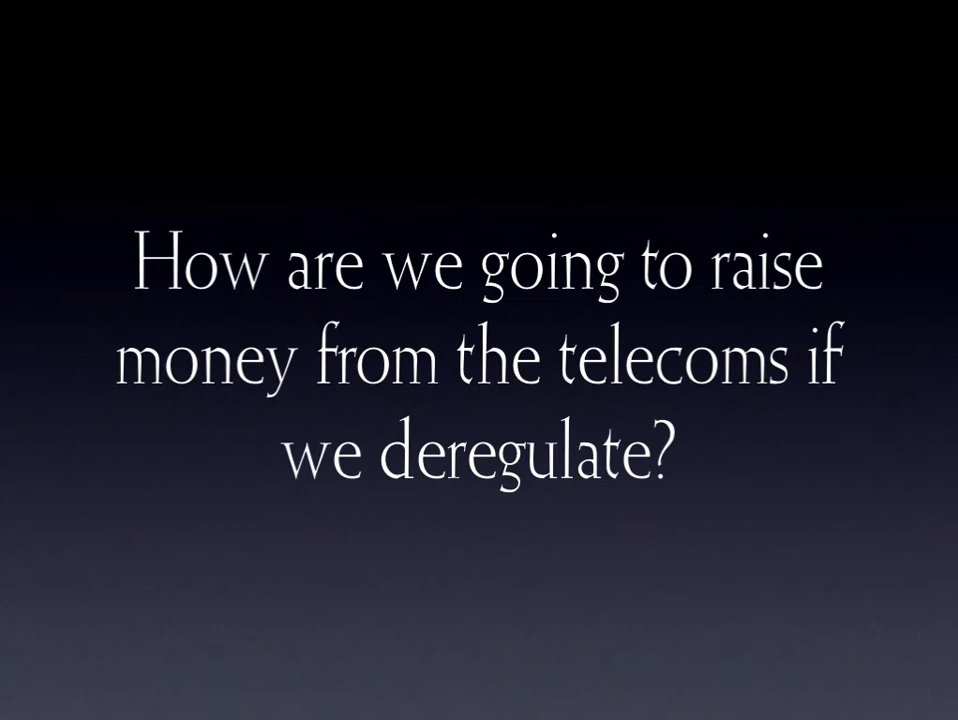 How are we going to raise
money from the telecoms if
we deregulate?